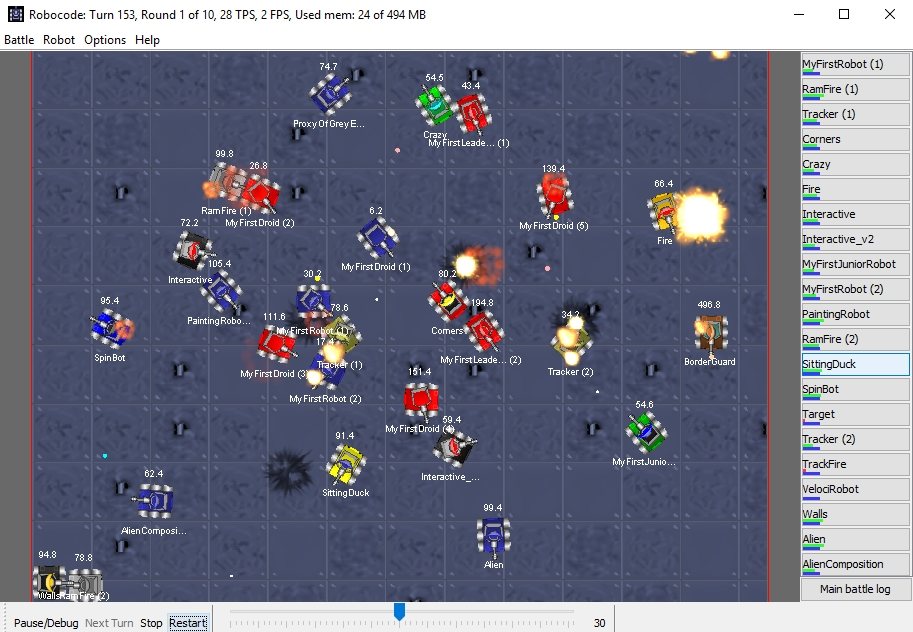 Robocode: Turn 153, Round 1 of 10, 28 TPS, 2 FPS, Used mem: 24 of 494 MB
Battle Robot Options Help
74.7
Proxy Of Grey E...
54.5
43.4
Crazy
My First Leade... (1)
99.8
26.8
RamFire (1)
My First Droid (2)
139.4
My First Droid (5)
66.4
Fire
72.2
Interactive
6.2
My First Droid (1)
105.4
PaintingRobo...
30.2
My First Robot (1)
80.2
Corners
194.8
My First Leade... (2)
95.4
SpinBot
111.6
My First Droid (3)
78.6
Tracker (1)
17.4
My First Robot (2)
34.2
Tracker (2)
496.8
BorderGuard
151.4
My First Droid (4)
59.4
Interactive_...
54.6
My First Junio...
91.4
SittingDuck
62.4
Alien Composi...
99.4
Alien
94.8
Walls
78.8
RamFire (2)
MyFirstRobot (1)
RamFire (1)
Tracker (1)
Corners
Crazy
Fire
Interactive
Interactive_v2
MyFirstJuniorRobot
MyFirstRobot (2)
PaintingRobot
RamFire (2)
SittingDuck
SpinBot
Target
Tracker (2)
TrackFire
VelociRobot
Walls
Alien
AlienComposition
Main battle log
Pause/Debug Next Turn Stop Restart 30